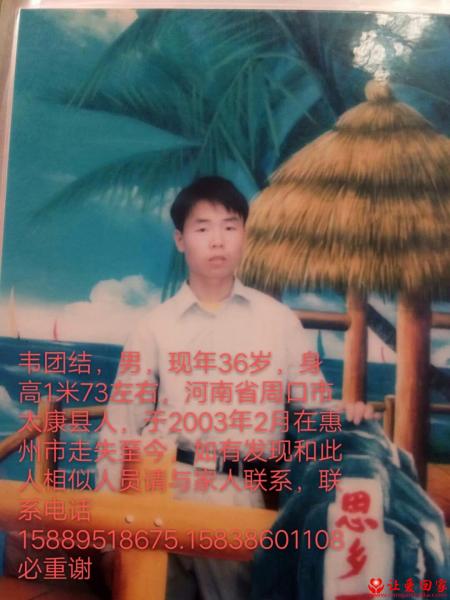 韦团结，男，现年36岁，身
高1米73左右，河南省周口市
太康县人，于2003年2月在惠
州市走失至今，如有发现和此
人相似人员请与家人联系，联
系电话
15889518675.15838601108
必重谢
思乡
让爱回家